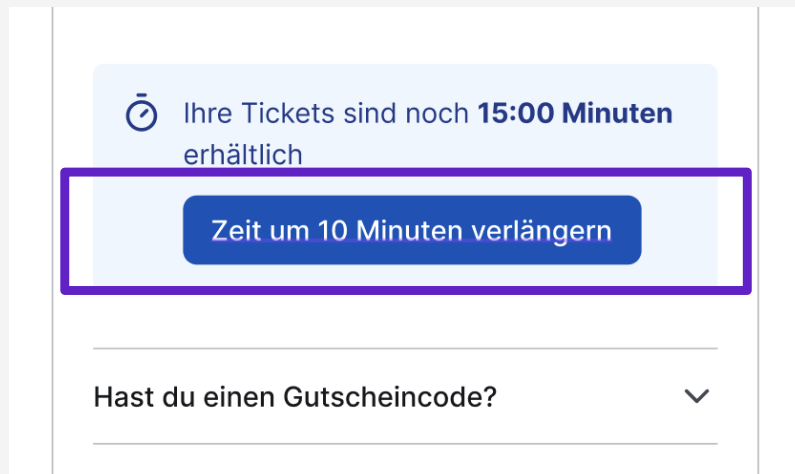 Ihre Tickets sind noch 15:00 Minuten
erhältlich
Zeit um 10 Minuten verlängern
Hast du einen Gutscheincode?